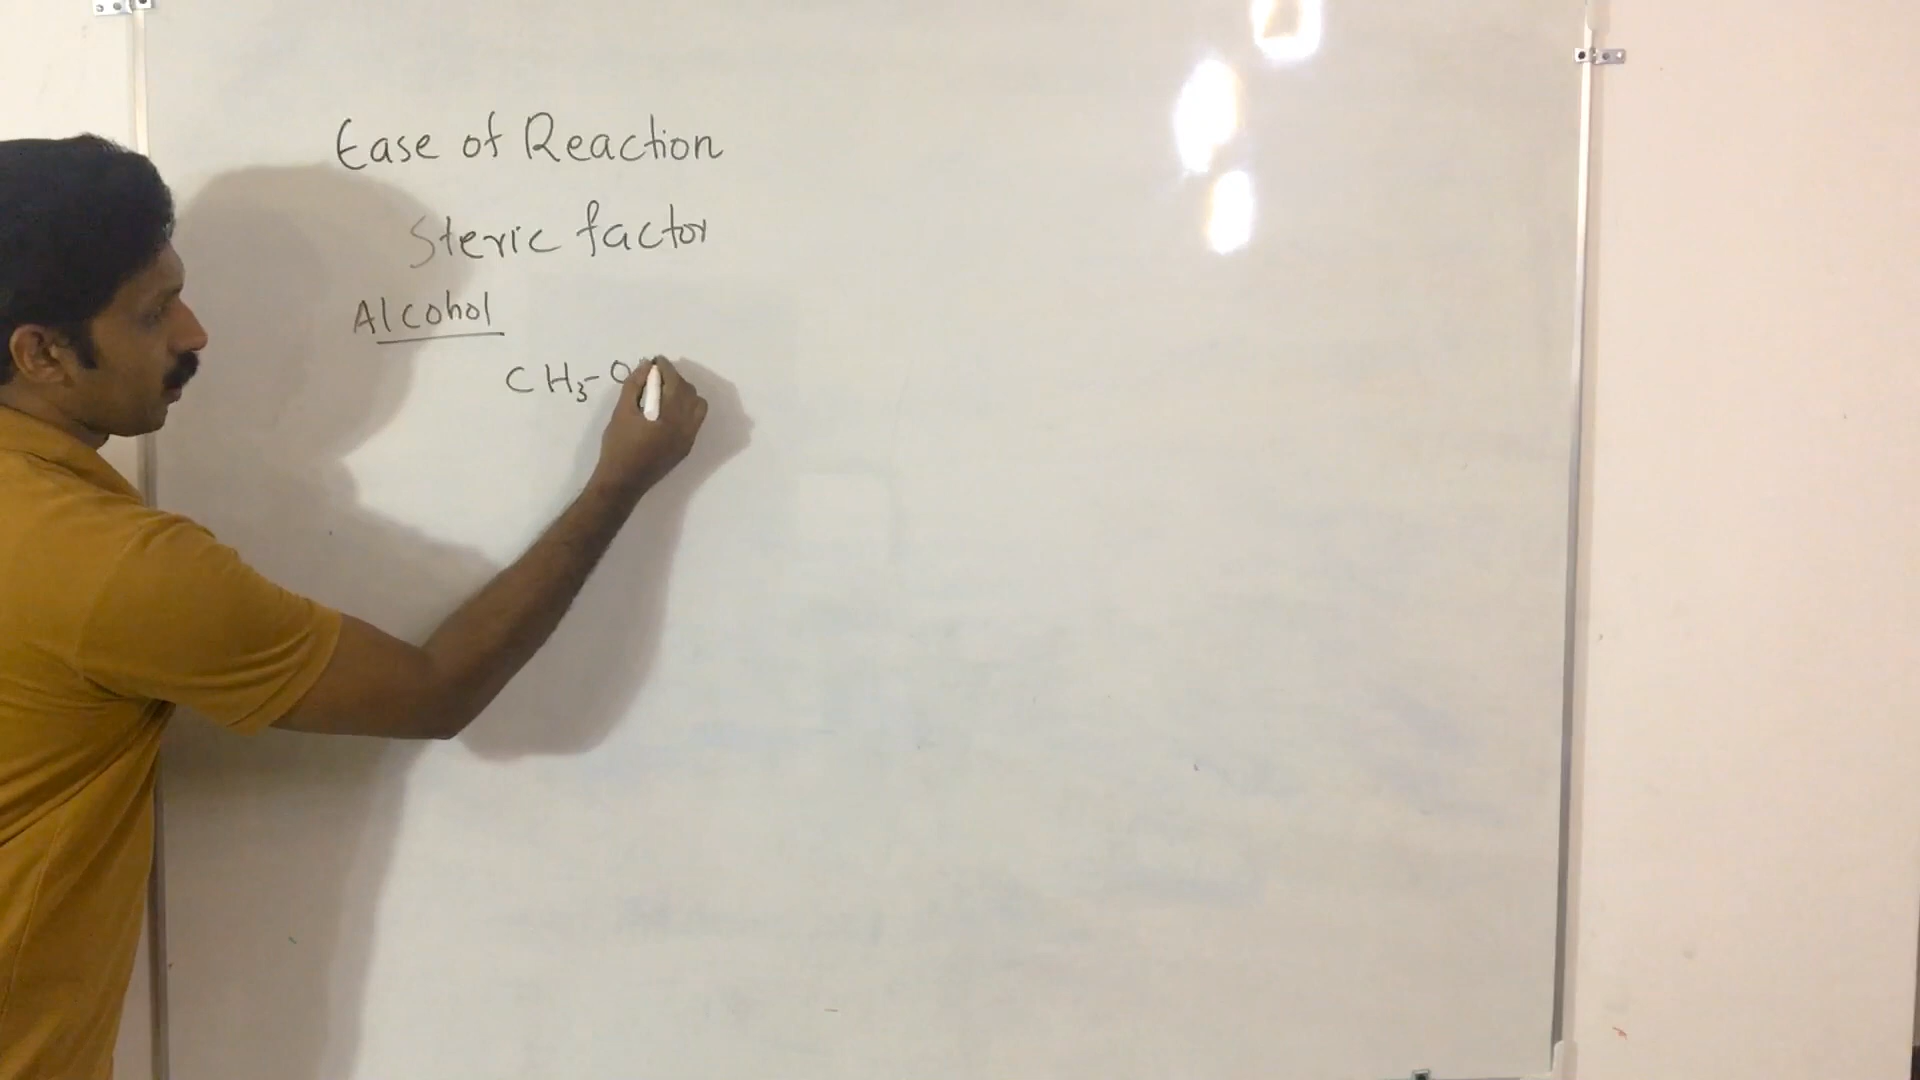 Ease of Reaction
Steric factor
Alcohol
CH₃-O